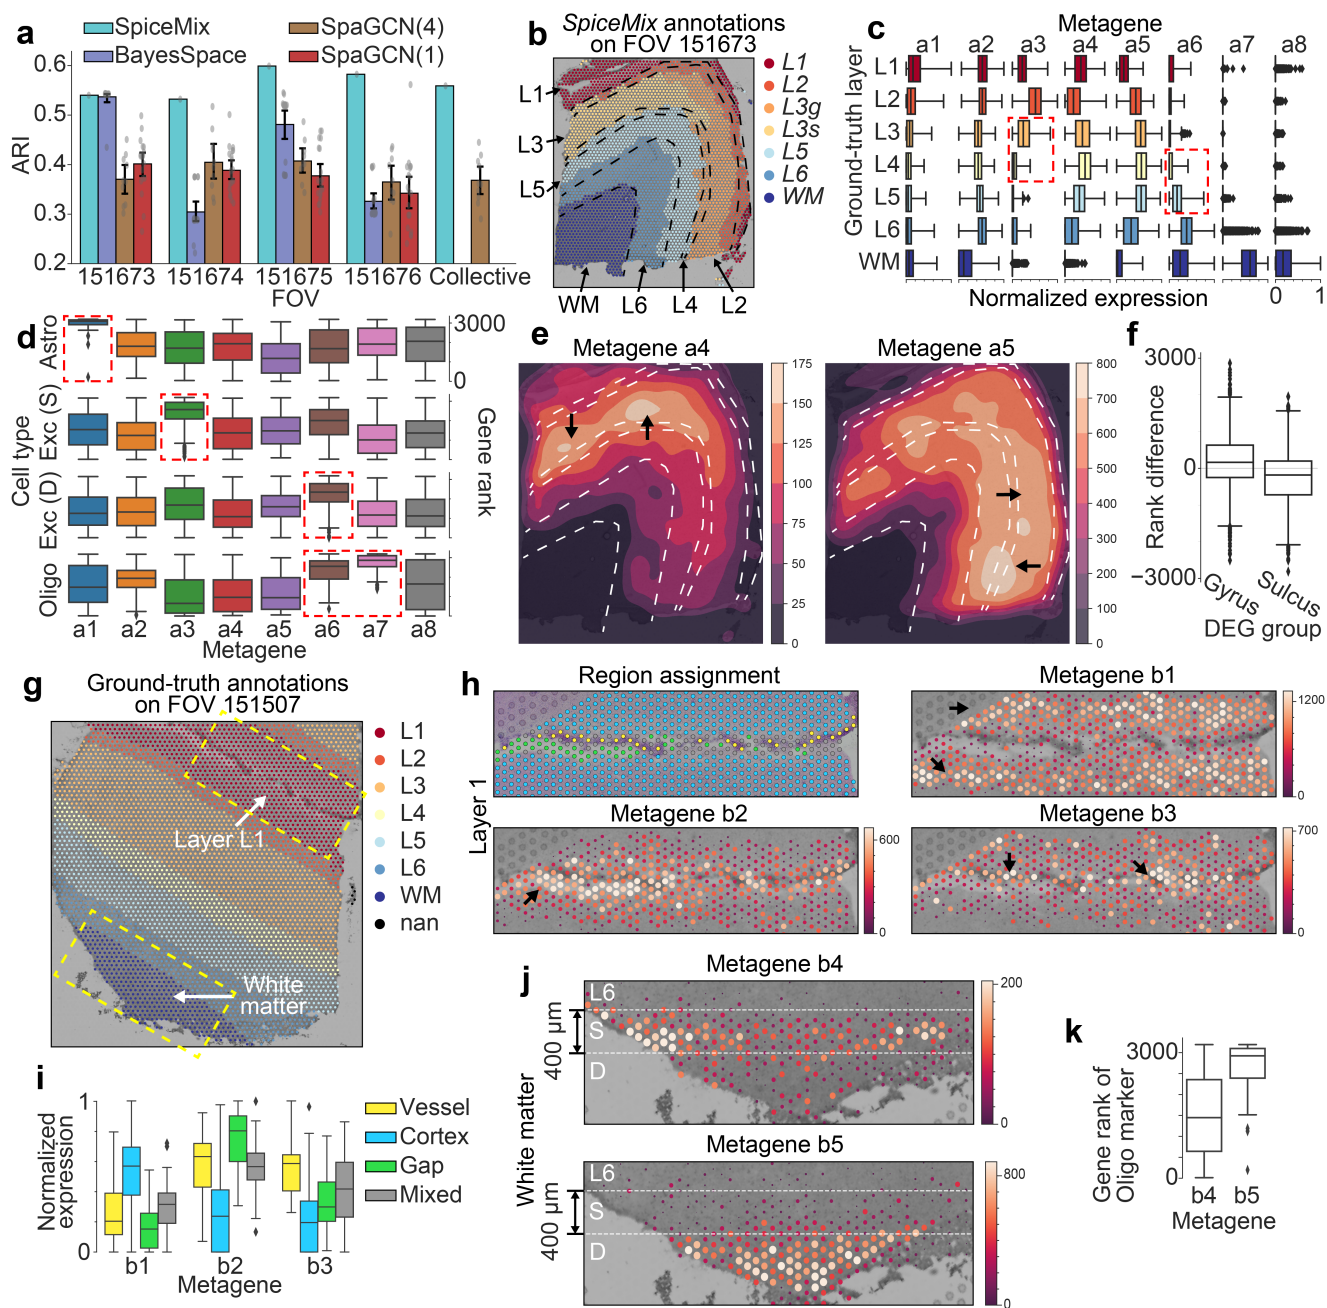 a
SpiceMix
BayesSpace
SpaGCN(4)
SpaGCN(1)
ARI
0.6
0.5
0.4
0.3
0.2
151673 151674 151675 151676 Collective
FOV
b
SpiceMix annotations
on FOV 151673
L1
L3
L5
WM L6 L4 L2
L1
L2
L3g
L3s
L5
L6
WM
c
Metagene
a1 a2 a3 a4 a5 a6 a7 a8
Ground-truth layer
L1
L2
L3
L4
L5
L6
WM
Normalized expression
0 1
d
Cell type
Astro
Exc (S)
Exc (D)
Oligo
3000
0
Gene rank
a1 a2 a3 a4 a5 a6 a7 a8
Metagene
e
Metagene a4
175
150
125
100
75
50
25
0
Metagene a5
800
700
600
500
400
300
200
100
0
f
Rank diference
3000
0
−3000
Gyrus
Sulcus
DEG group
g
Ground-truth annotations
on FOV 151507
Layer L1
White
matter
L1
L2
L3
L4
L5
L6
WM
nan
h
Layer 1
Region assignment
Metagene b1
1200
0
Metagene b2
600
0
Metagene b3
700
0
i
Normalized
expression
1
0
b1 b2 b3
Metagene
Vessel
Cortex
Gap
Mixed
j
White matter
Metagene b4
400 μm
L6
S
D
200
0
Metagene b5
400 μm
L6
S
D
800
0
k
Gene rank of
Oligo marker
3000
0
b4 b5
Metagene